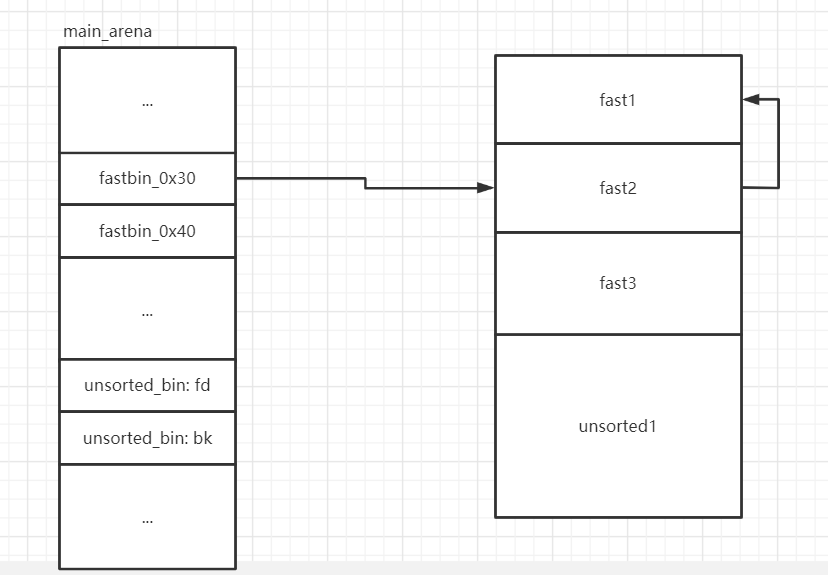 main_arena
...
fastbin_0x30
fastbin_0x40
...
unsorted_bin: fd
unsorted_bin: bk
...
fast1
fast2
fast3
unsorted1